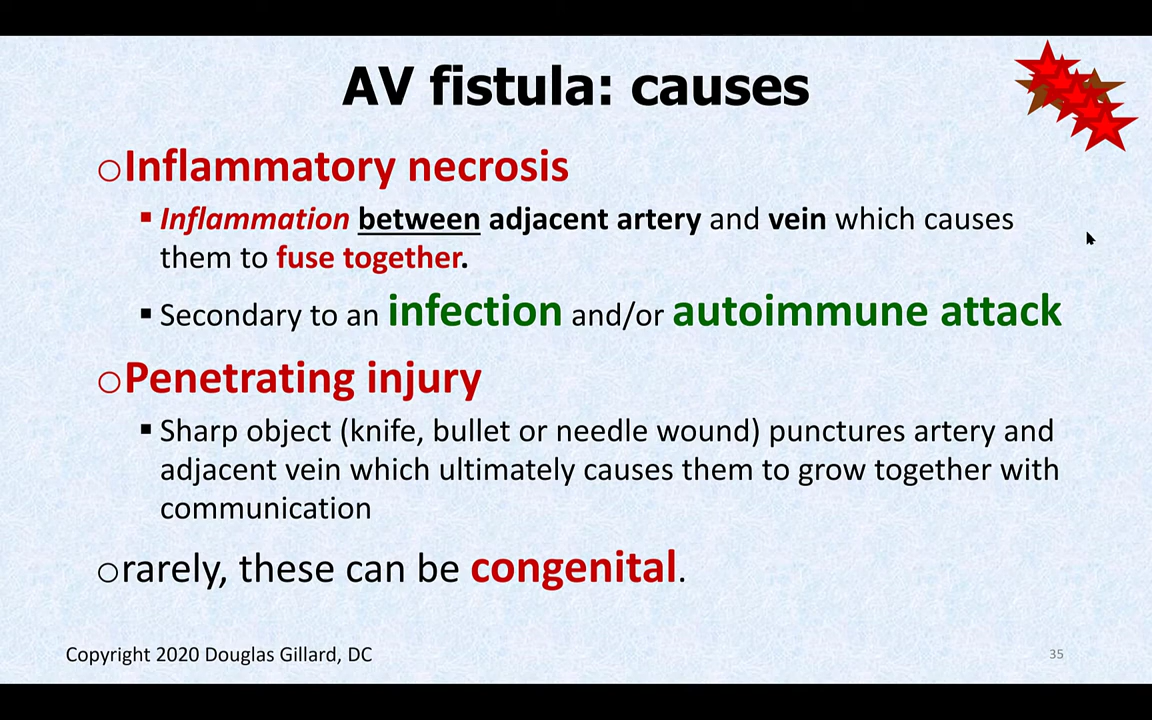 AV fistula: causes
oInflammatory necrosis
▪ Inflammation between adjacent artery and vein which causes
them to fuse together.
▪ Secondary to an infection and/or autoimmune attack
oPenetrating injury
▪ Sharp object (knife, bullet or needle wound) punctures artery and
adjacent vein which ultimately causes them to grow together with
communication
orarely, these can be congenital.
Copyright 2020 Douglas Gillard, DC
35